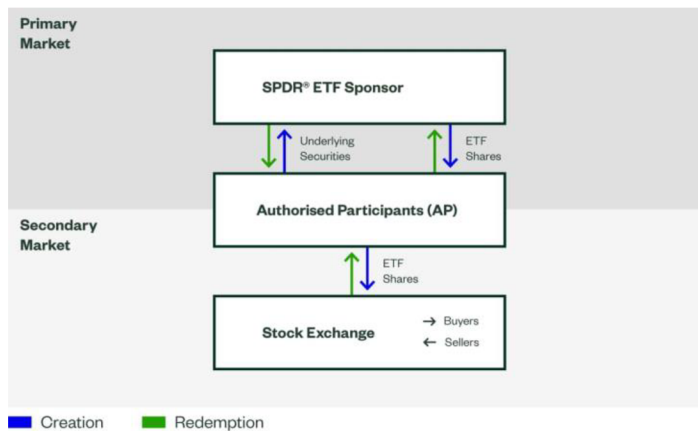 Primary
Market
SPDR® ETF Sponsor
Underlying
Securities
ETF
Shares
Authorised Participants (AP)
Secondary
Market
ETF
Shares
Stock Exchange
→ Buyers
← Sellers
Creation
Redemption